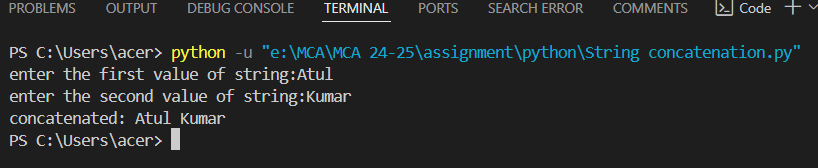 PROBLEMS OUTPUT DEBUG CONSOLE TERMINAL PORTS SEARCH ERROR COMMENTS Code
PS C:\Users\acer> python -u "e:\MCA\MCA 24-25\assignment\python\String concatenation.py"
enter the first value of string:Atul
enter the second value of string:Kumar
concatenated: Atul Kumar
PS C:\Users\acer>